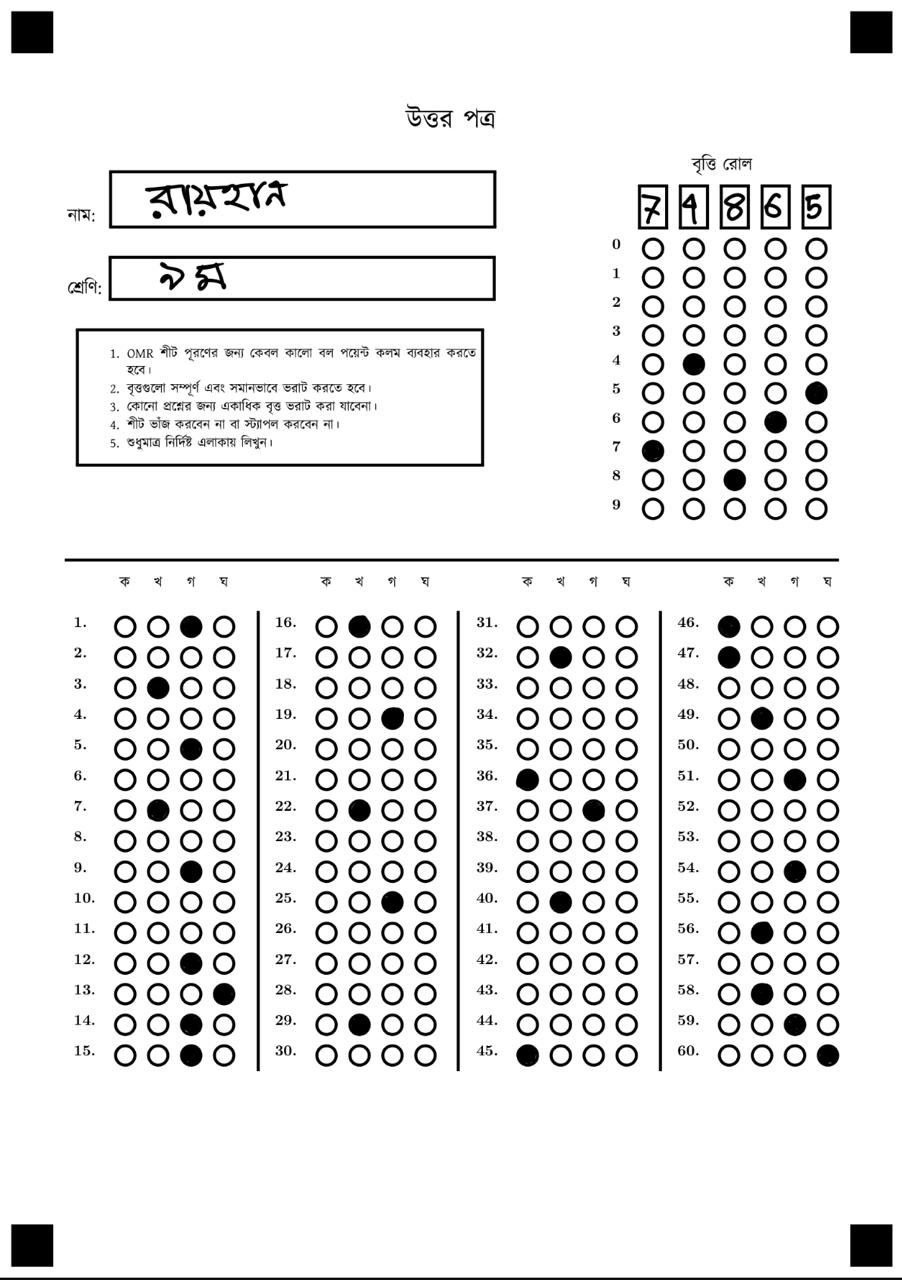 উত্তর পত্র
বৃত্তি রোল
নাম: রায়হান
7 4 8 6 5
শ্রেণি: ৯ম
0
1
2
3
4
5
6
7
8
9
1. OMR শীট পূরণের জন্য কেবল কালো বল পয়েন্ট কলম ব্যবহার করতে
হবে।
2. বৃত্তগুলো সম্পূর্ণ এবং সমানভাবে ভরাট করতে হবে।
3. কোনো প্রশ্নের জন্য একাধিক বৃত্ত ভরাট করা যাবেনা।
4. শীট ভাঁজ করবেন না বা স্ট্যাপল করবেন না।
5. শুধুমাত্র নির্দিষ্ট এলাকায় লিখুন।
ক খ গ ঘ ক খ গ ঘ ক খ গ ঘ ক খ গ ঘ
1. 16. 31. 46.
2. 17. 32. 47.
3. 18. 33. 48.
4. 19. 34. 49.
5. 20. 35. 50.
6. 21. 36. 51.
7. 22. 37. 52.
8. 23. 38. 53.
9. 24. 39. 54.
10. 25. 40. 55.
11. 26. 41. 56.
12. 27. 42. 57.
13. 28. 43. 58.
14. 29. 44. 59.
15. 30. 45. 60.